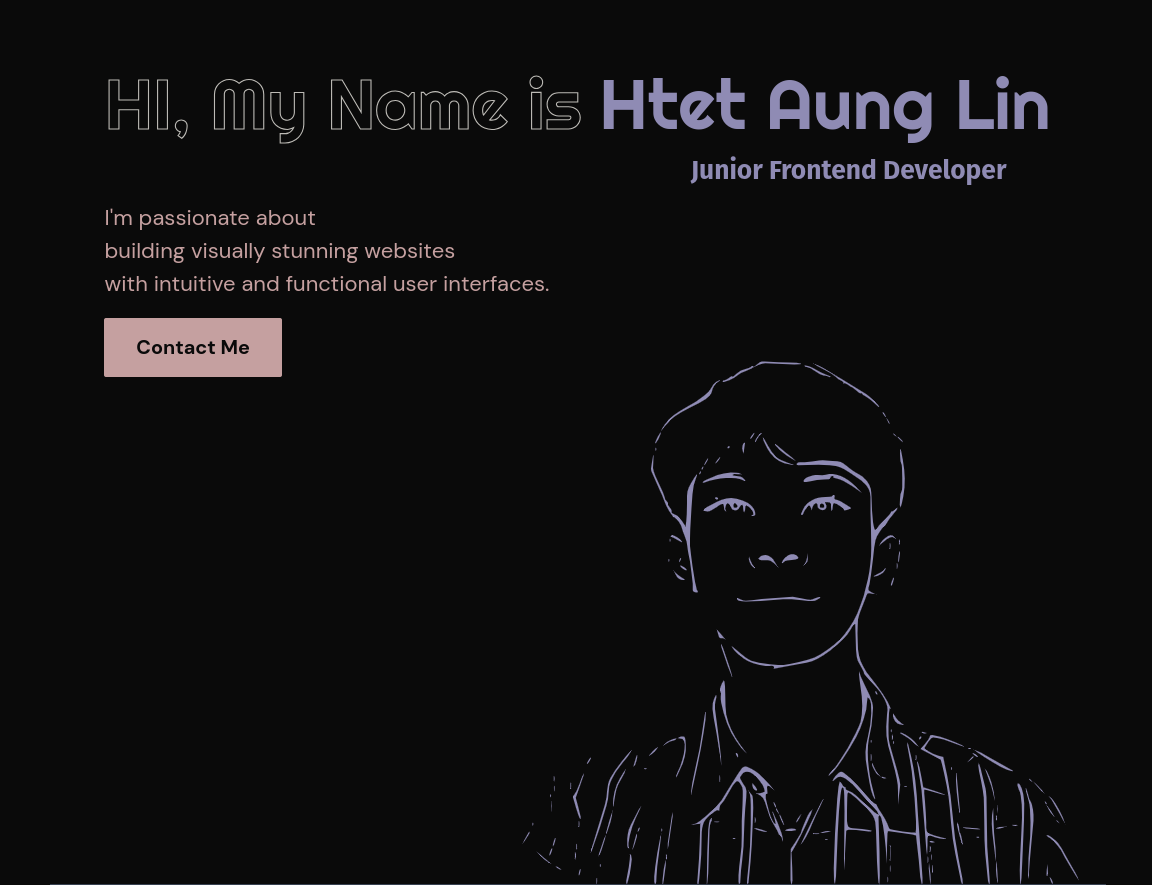 HI, My Name is Htet Aung Lin
Junior Frontend Developer
I'm passionate about
building visually stunning websites
with intuitive and functional user interfaces.
Contact Me